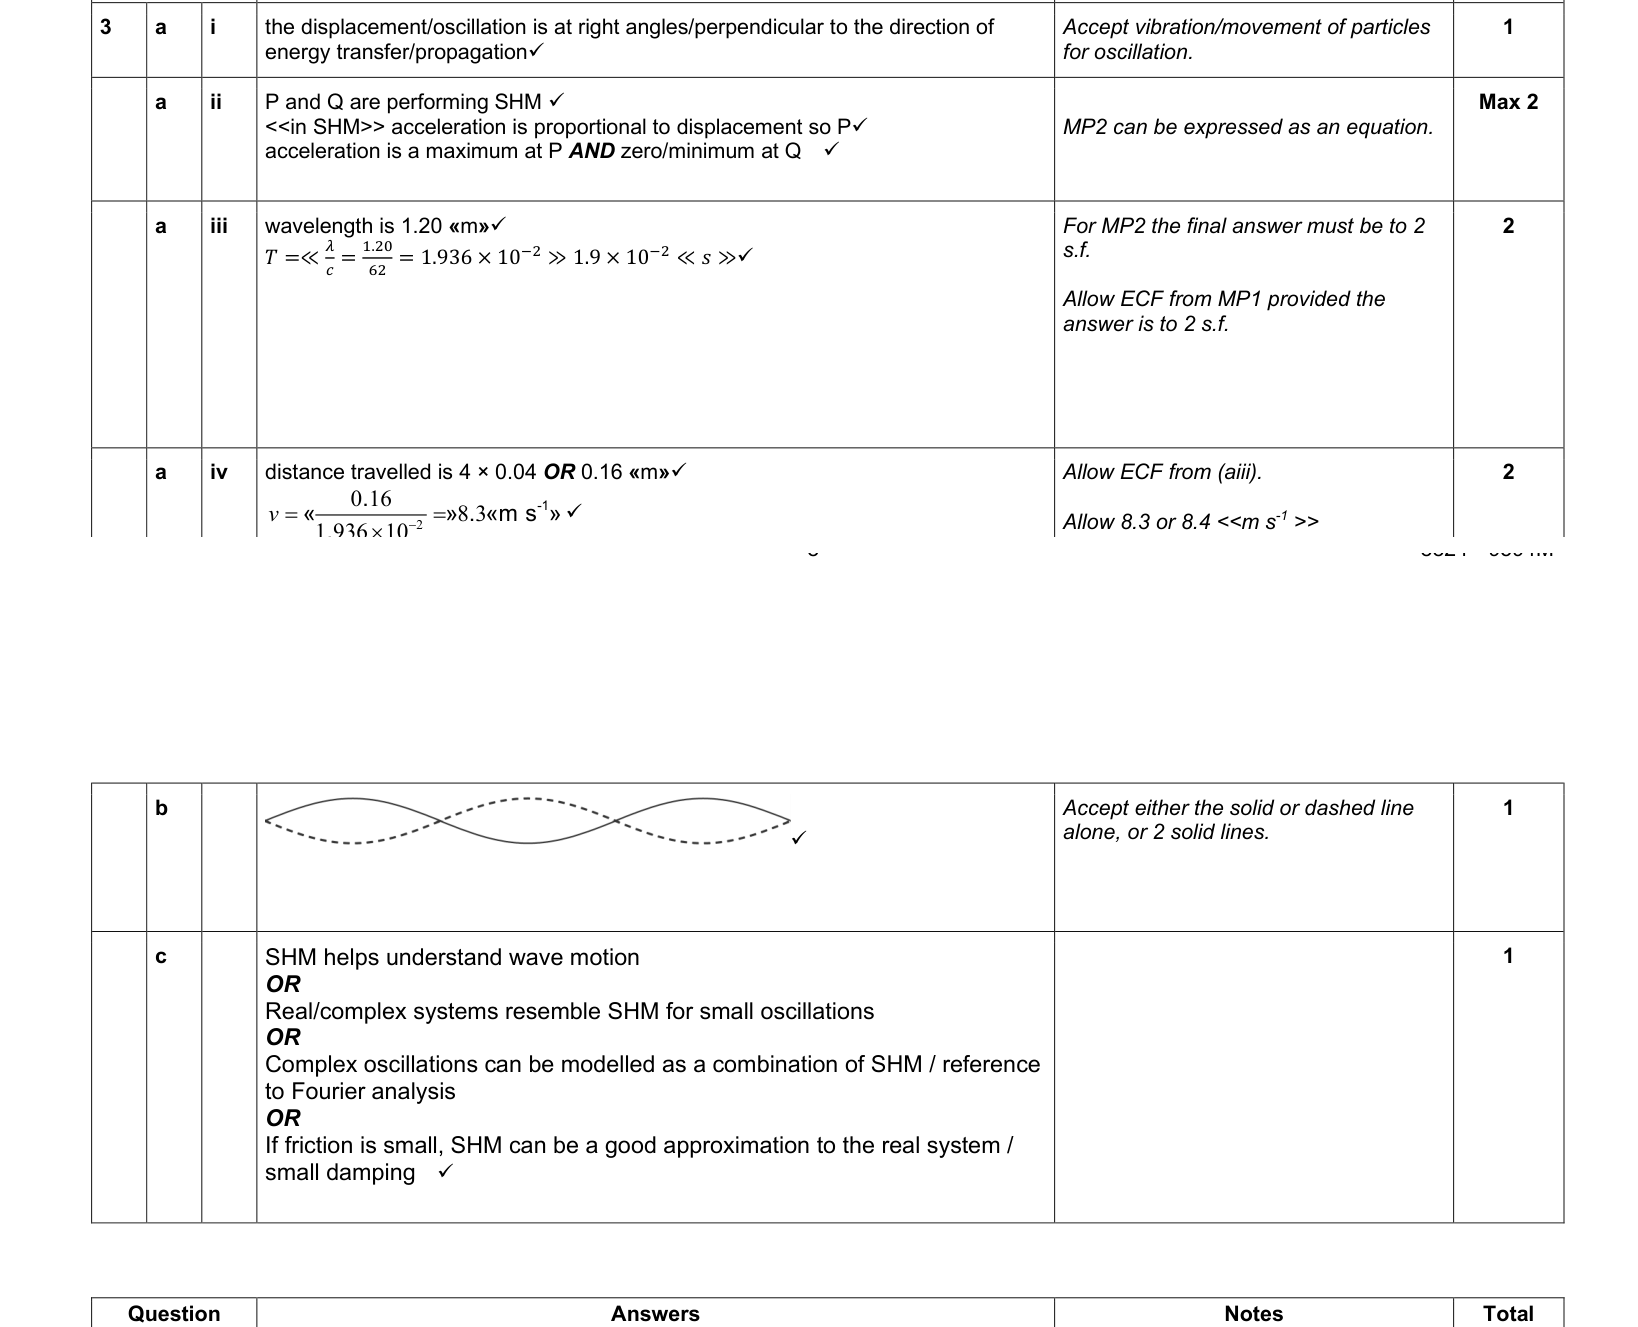 3 a i the displacement/oscillation is at right angles/perpendicular to the direction of Accept vibration/movement of particles 1
energy transfer/propagation✓ for oscillation.
a ii P and Q are performing SHM ✓ Max 2
<<in SHM>> acceleration is proportional to displacement so P✓ MP2 can be expressed as an equation.
acceleration is a maximum at P AND zero/minimum at Q ✓
a iii wavelength is 1.20 «m»✓ For MP2 the final answer must be to 2 2
s.f.
T =≪ λ/c = 1.20/62 = 1.936 × 10⁻² ≫ 1.9 × 10⁻² ≪ s ≫✓
Allow ECF from MP1 provided the
answer is to 2 s.f.
a iv distance travelled is 4 × 0.04 OR 0.16 «m»✓ Allow ECF from (aiii). 2
v = « 0.16/1.936×10⁻² =»8.3«m s⁻¹» ✓ Allow 8.3 or 8.4 <<m s⁻¹ >>
b ✓ Accept either the solid or dashed line 1
alone, or 2 solid lines.
c SHM helps understand wave motion 1
OR
Real/complex systems resemble SHM for small oscillations
OR
Complex oscillations can be modelled as a combination of SHM / reference
to Fourier analysis
OR
If friction is small, SHM can be a good approximation to the real system /
small damping ✓
Question Answers Notes Total